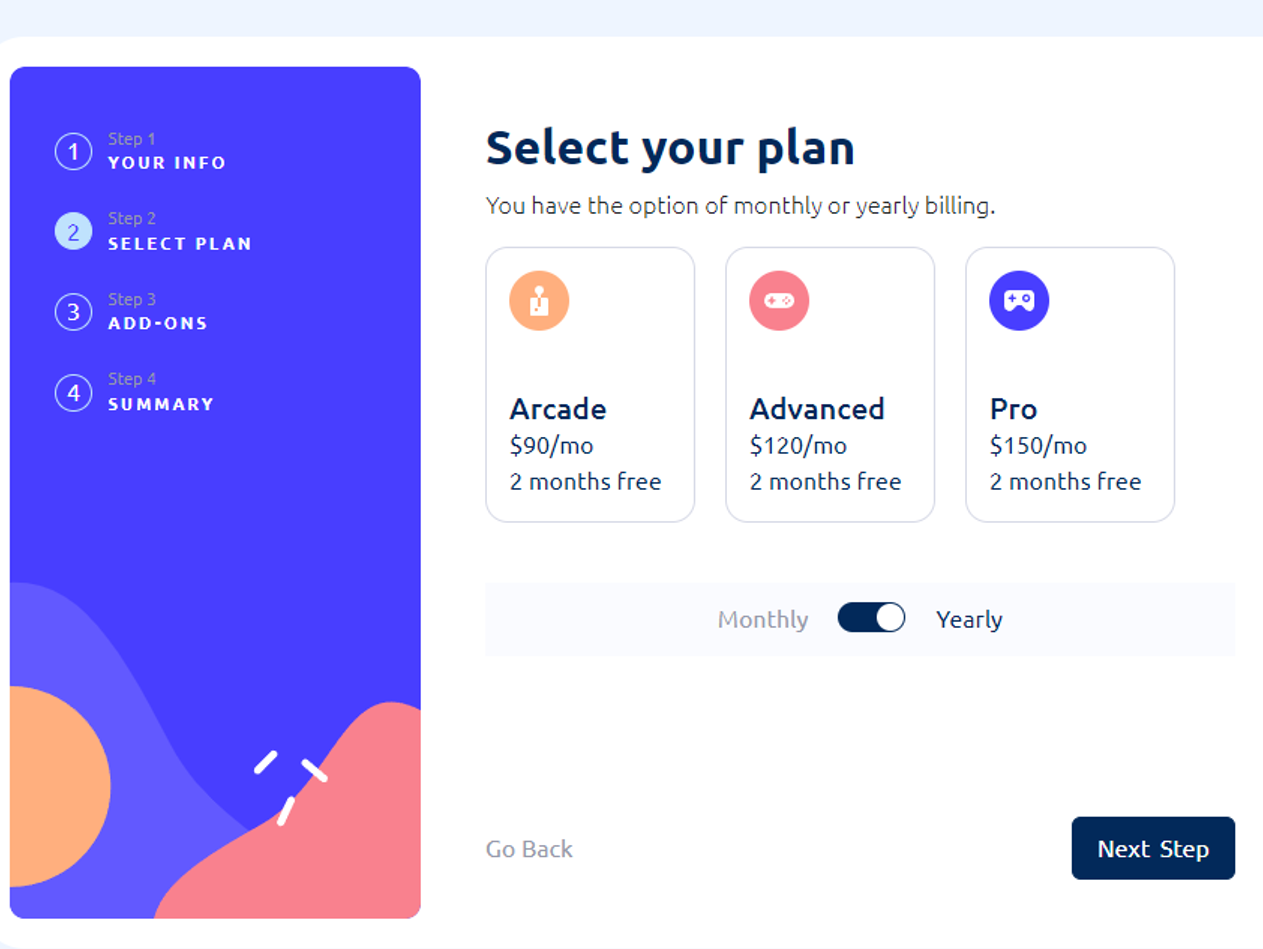 1
Step 1
YOUR INFO
2
Step 2
SELECT PLAN
3
Step 3
ADD-ONS
4
Step 4
SUMMARY
Select your plan
You have the option of monthly or yearly billing.
Arcade
$90/mo
2 months free
Advanced
$120/mo
2 months free
Pro
$150/mo
2 months free
Monthly Yearly
Go Back
Next Step